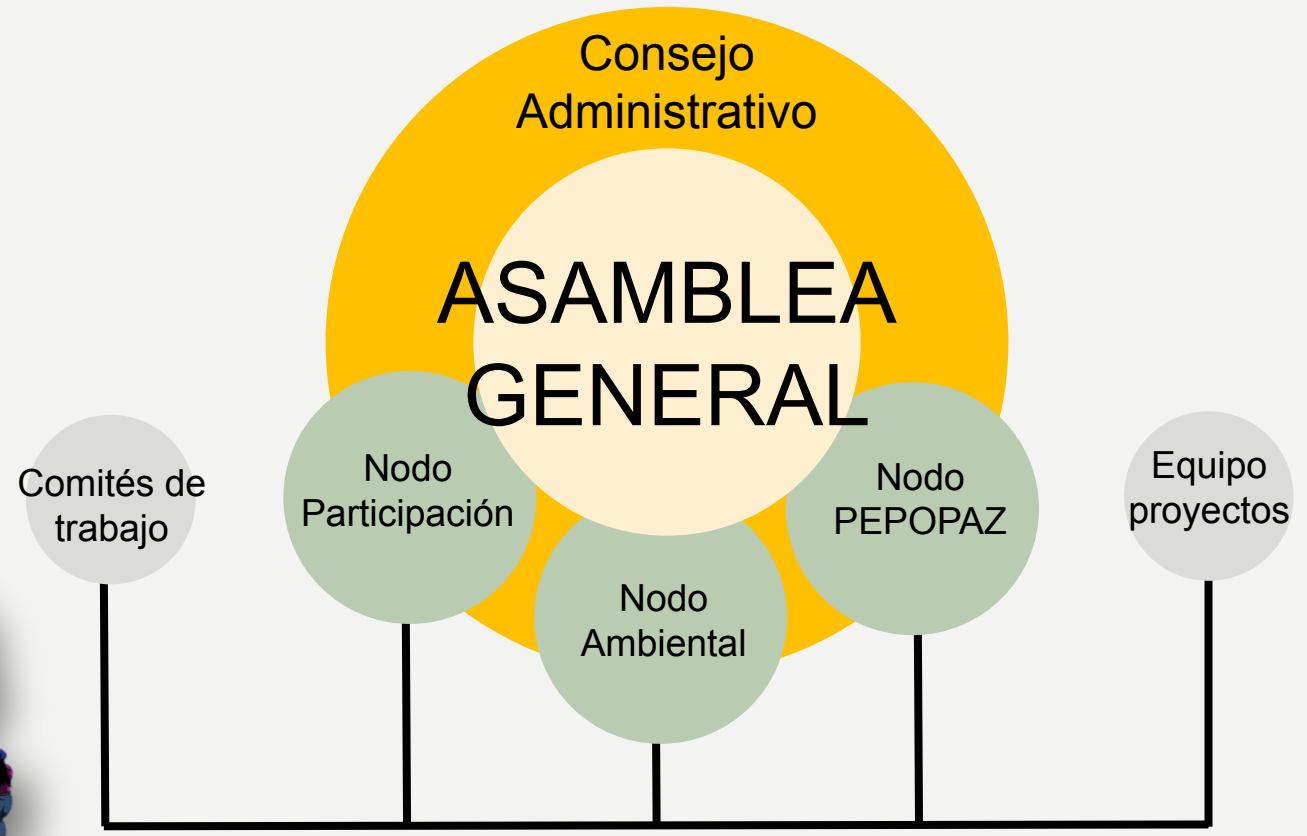 Consejo
Administrativo
ASAMBLEA
GENERAL
Comités de
trabajo
Nodo
Participación
Nodo
Ambiental
Nodo
PEPOPAZ
Equipo
proyectos